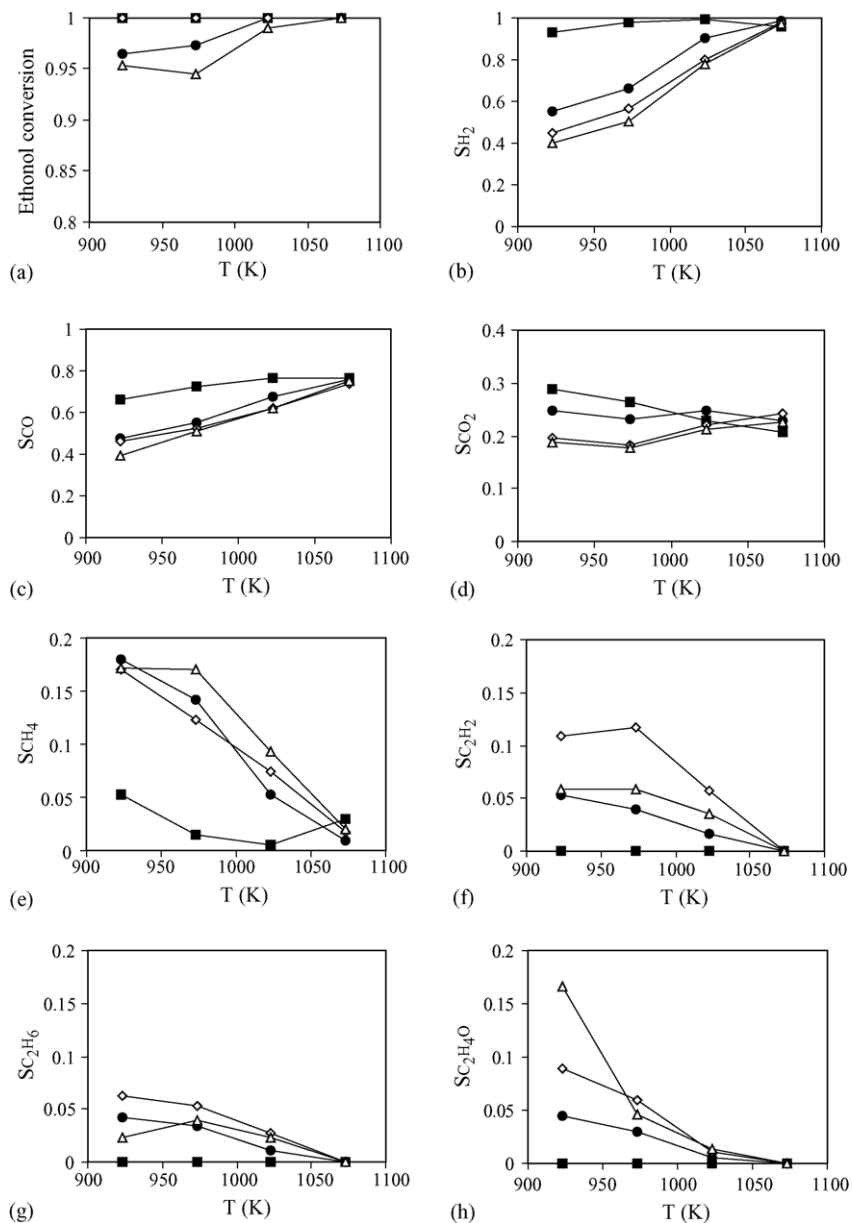 1
0.95
0.9
0.85
0.8
900 950 1000 1050 1100
Ethonol conversion
T (K)
(a)
1
0.8
0.6
0.4
0.2
0
900 950 1000 1050 1100
SH2
T (K)
(b)
1
0.8
0.6
0.4
0.2
0
900 950 1000 1050 1100
SCO
T (K)
(c)
0.4
0.3
0.2
0.1
0
900 950 1000 1050 1100
SCO2
T (K)
(d)
0.2
0.15
0.1
0.05
0
900 950 1000 1050 1100
SCH4
T (K)
(e)
0.2
0.15
0.1
0.05
0
900 950 1000 1050 1100
SC2H2
T (K)
(f)
0.2
0.15
0.1
0.05
0
900 950 1000 1050 1100
SC2H6
T (K)
(g)
0.2
0.15
0.1
0.05
0
900 950 1000 1050 1100
SC2H4O
T (K)
(h)